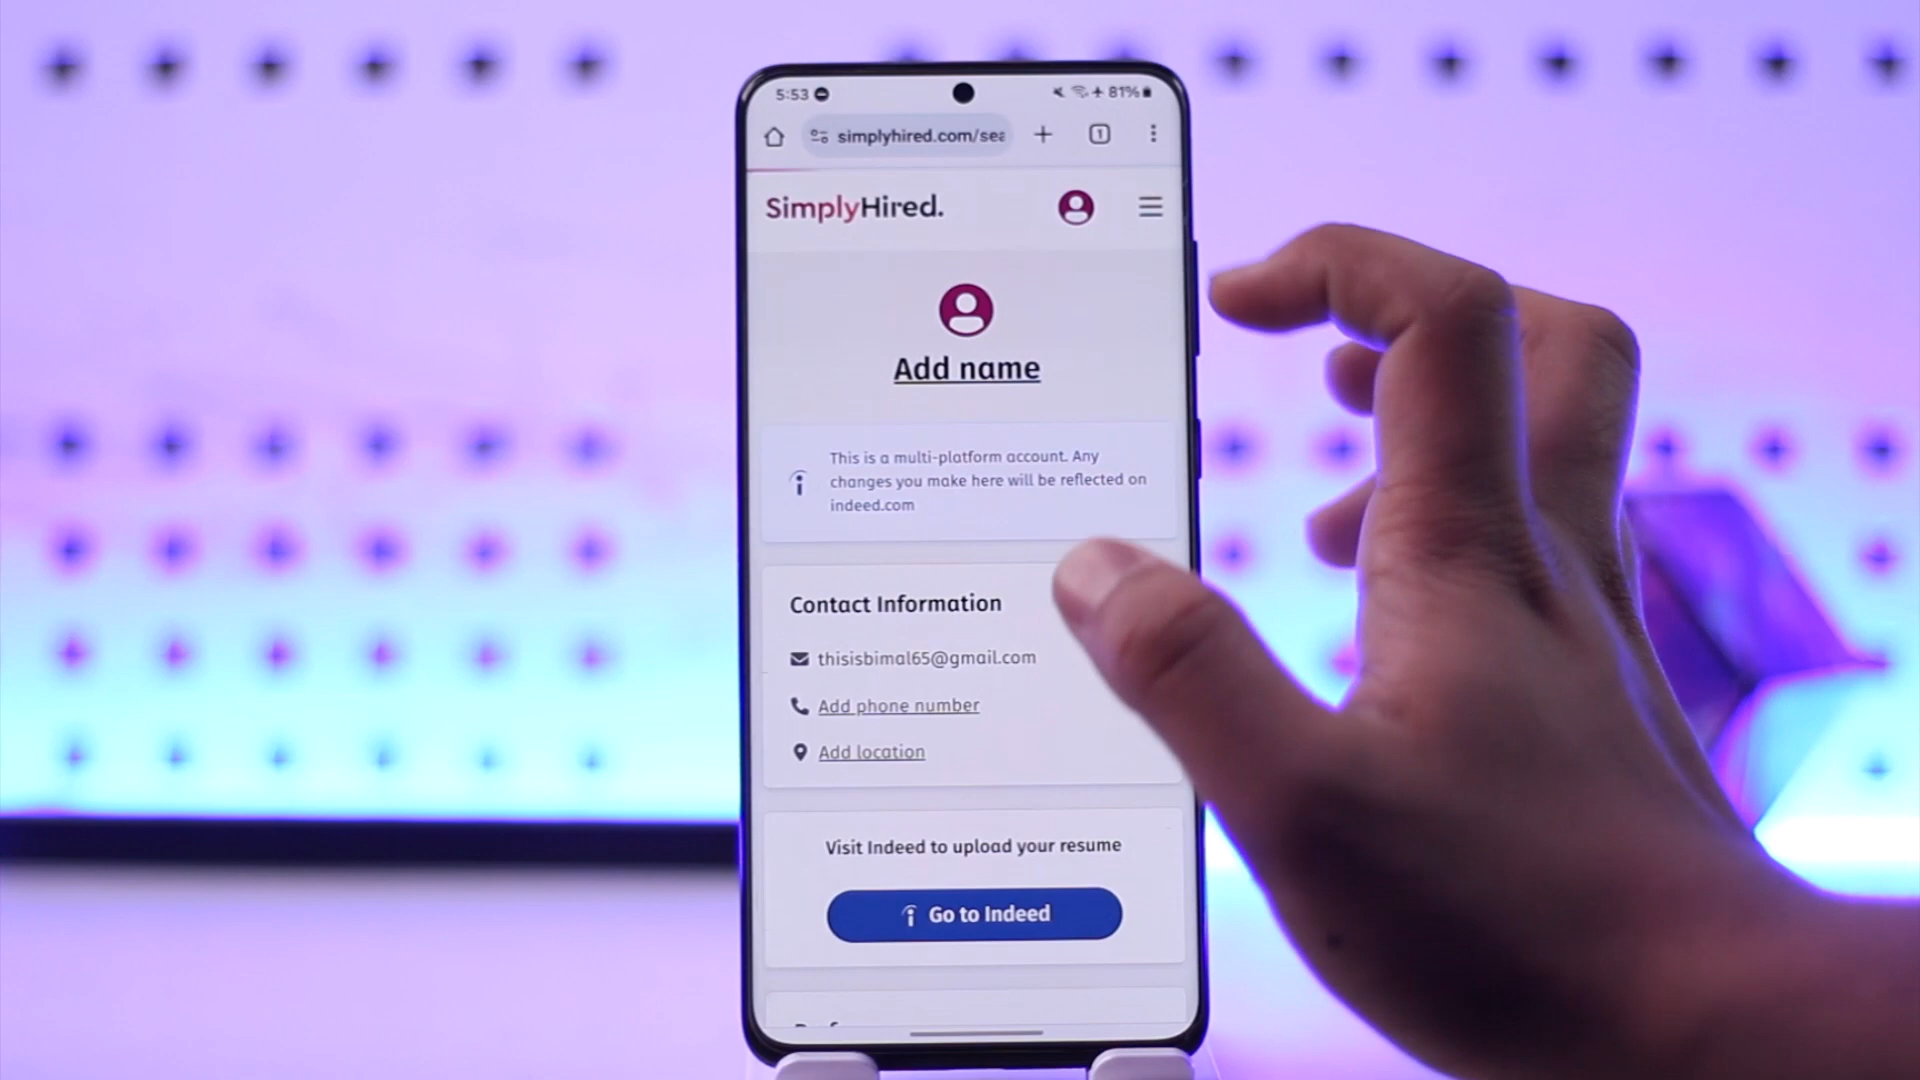 5:53
81%
simplyhired.com/sea
1
SimplyHired.
Add name
This is a multi-platform account. Any
changes you make here will be reflected on
indeed.com
Contact Information
thisisbimal65@gmail.com
Add phone number
Add location
Visit Indeed to upload your resume
Go to Indeed